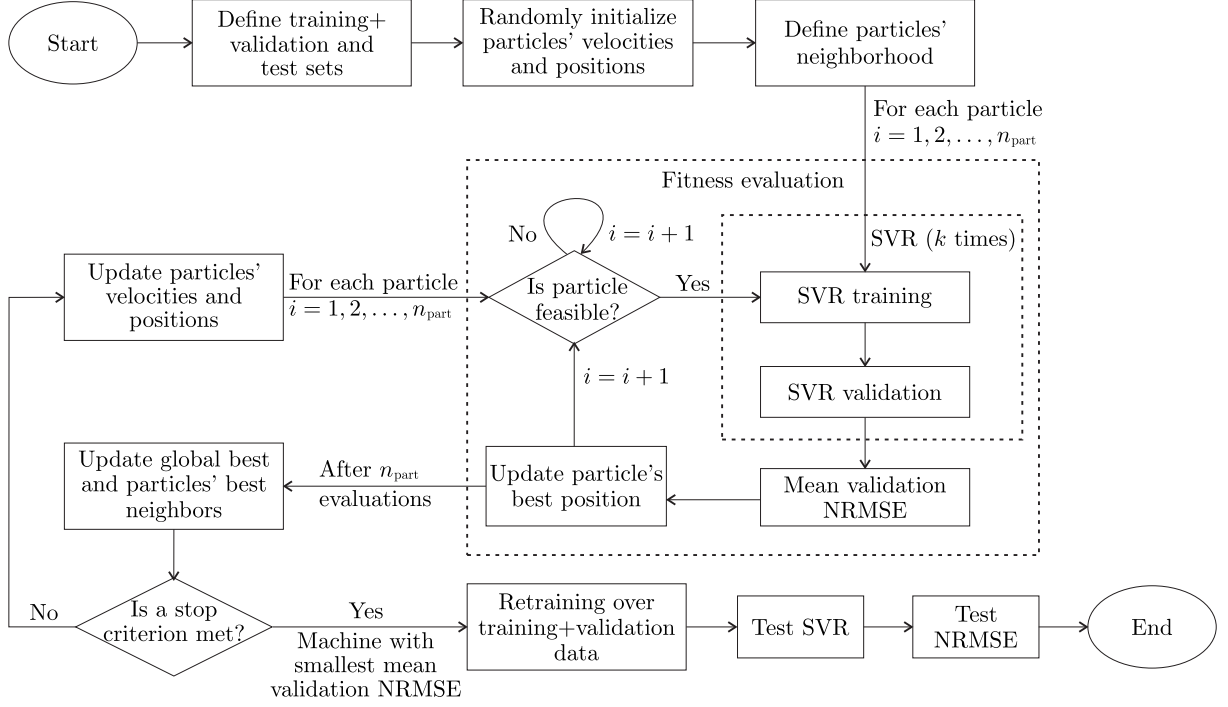 Start
Define training+
validation and
test sets
Randomly initialize
particles' velocities
and positions
Define particles'
neighborhood
For each particle
i = 1, 2, . . . , n_part
Fitness evaluation
No
i = i + 1
SVR (k times)
Update particles'
velocities and
positions
For each particle
i = 1, 2, . . . , n_part
Is particle
feasible?
Yes
SVR training
i = i + 1
SVR validation
Update global best
and particles' best
neighbors
After n_part
evaluations
Update particle's
best position
Mean validation
NRMSE
No
Is a stop
criterion met?
Yes
Machine with
smallest mean
validation NRMSE
Retraining over
training+validation
data
Test SVR
Test
NRMSE
End